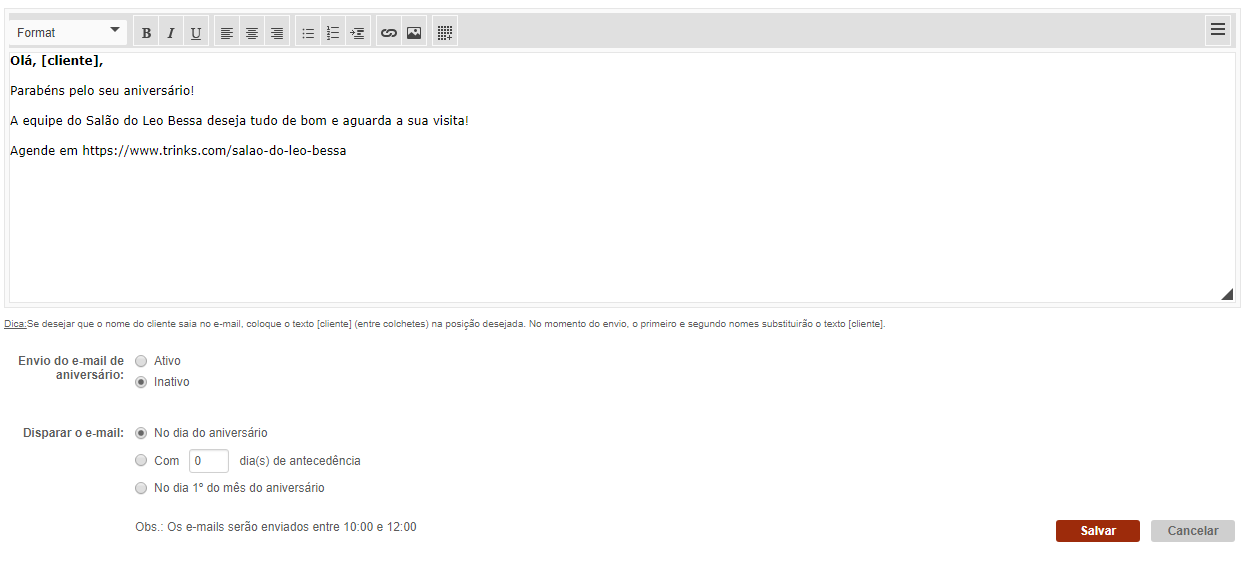 Format B I U
Olá, [cliente],
Parabéns pelo seu aniversário!
A equipe do Salão do Leo Bessa deseja tudo de bom e aguarda a sua visita!
Agende em https://www.trinks.com/salao-do-leo-bessa
Dica:Se desejar que o nome do cliente saia no e-mail, coloque o texto [cliente] (entre colchetes) na posição desejada. No momento do envio, o primeiro e segundo nomes substituirão o texto [cliente].
Envio do e-mail de
aniversário:
Ativo
Inativo
Disparar o e-mail:
No dia do aniversário
Com 0 dia(s) de antecedência
No dia 1º do mês do aniversário
Obs.: Os e-mails serão enviados entre 10:00 e 12:00
Salvar Cancelar